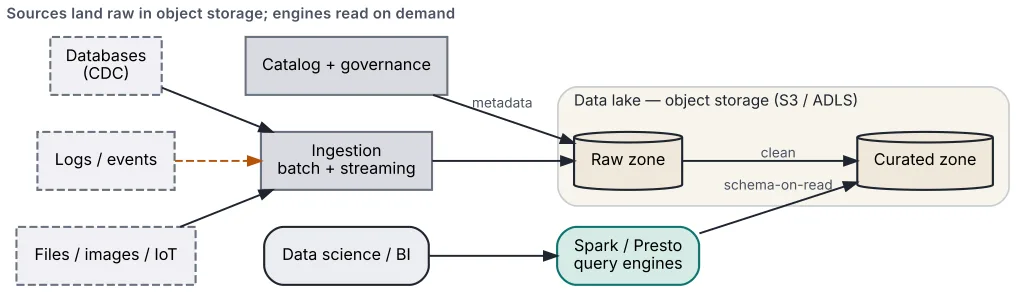 Sources land raw in object storage; engines read on demand
Databases
(CDC)
Catalog + governance
metadata
Data lake — object storage (S3 / ADLS)
Logs / events
Ingestion
batch + streaming
Raw zone
clean
Curated zone
schema-on-read
Files / images / IoT
Data science / BI
Spark / Presto
query engines